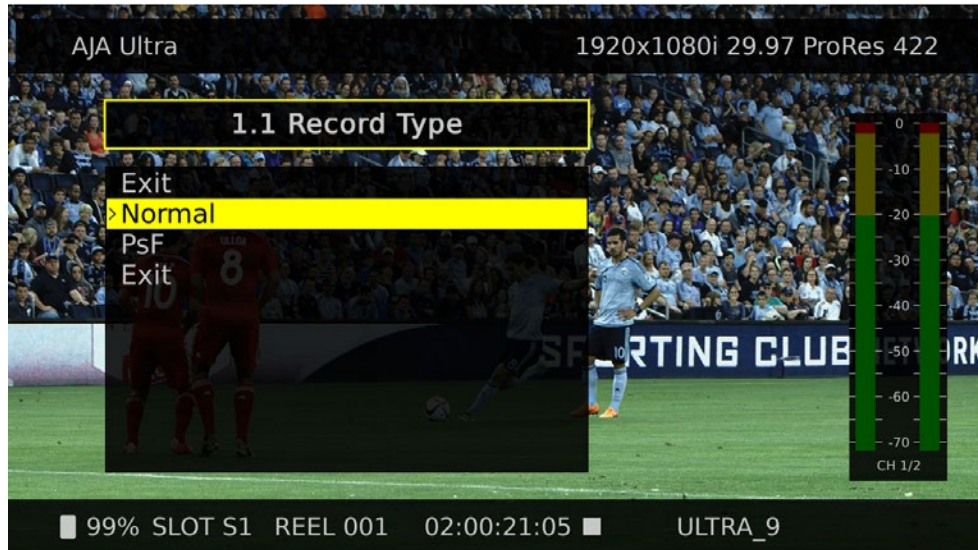 AJA Ultra
1920x1080i 29.97 ProRes 422
1.1 Record Type
Exit
>Normal
PsF
Exit
ULLOA
8
10
10
RTING CLUB
0
-10
-20
-30
-40
-50
-60
-70
CH 1/2
99% SLOT S1 REEL 001 02:00:21:05 ULTRA_9